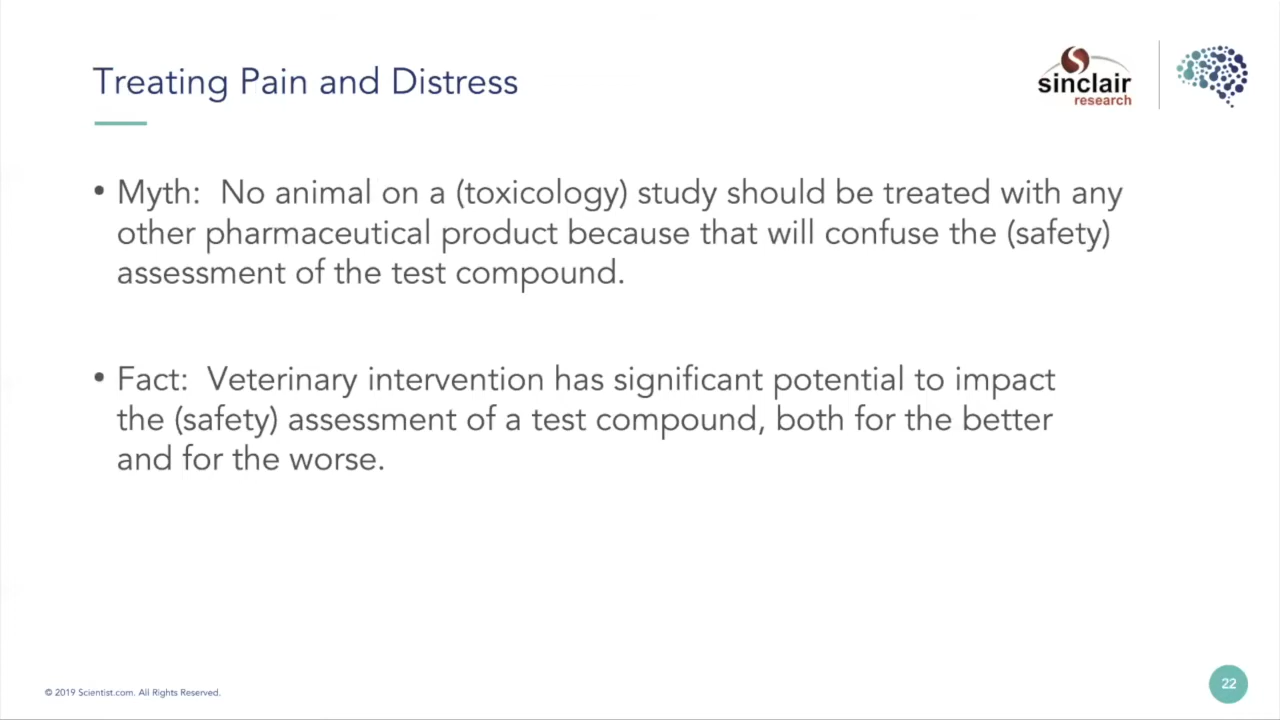 Treating Pain and Distress
sinclair
research
• Myth:  No animal on a (toxicology) study should be treated with any
other pharmaceutical product because that will confuse the (safety)
assessment of the test compound.
• Fact:  Veterinary intervention has significant potential to impact
the (safety) assessment of a test compound, both for the better
and for the worse.
© 2019 Scientist.com. All Rights Reserved.
22